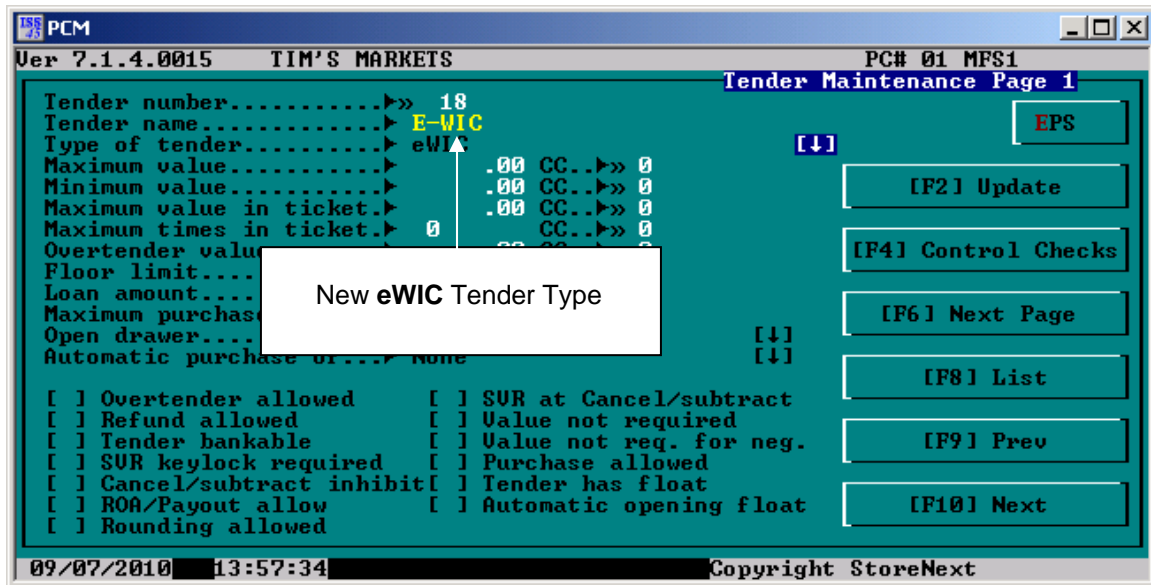 ISS 45 PCM
Ver 7.1.4.0015 TIM'S MARKETS PC# 01 MFS1
Tender Maintenance Page 1
Tender number...........►» 18
Tender name.............► E-WIC
EPS
Type of tender..........► eWIC [↓]
Maximum value...........► .00 CC..►» 0
Minimum value...........► .00 CC..►» 0
[F2] Update
Maximum value in ticket.► .00 CC..►» 0
Maximum times in ticket.► 0 CC..►» 0
Overtender
[F4] Control Checks
Floor limit....
Loan amount....
New eWIC Tender Type
Maximum
[F6] Next Page
Open drawer.... [↓]
Automatic purchase of...► None [↓]
[F8] List
[ ] Overtender allowed [ ] SVR at Cancel/subtract
[ ] Refund allowed [ ] Value not required
[ ] Tender bankable [ ] Value not req. for neg.
[F9] Prev
[ ] SVR keylock required [ ] Purchase allowed
[ ] Cancel/subtract inhibit[ ] Tender has float
[ ] ROA/Payout allow [ ] Automatic opening float
[F10] Next
[ ] Rounding allowed
09/07/2010 13:57:34 Copyright StoreNext